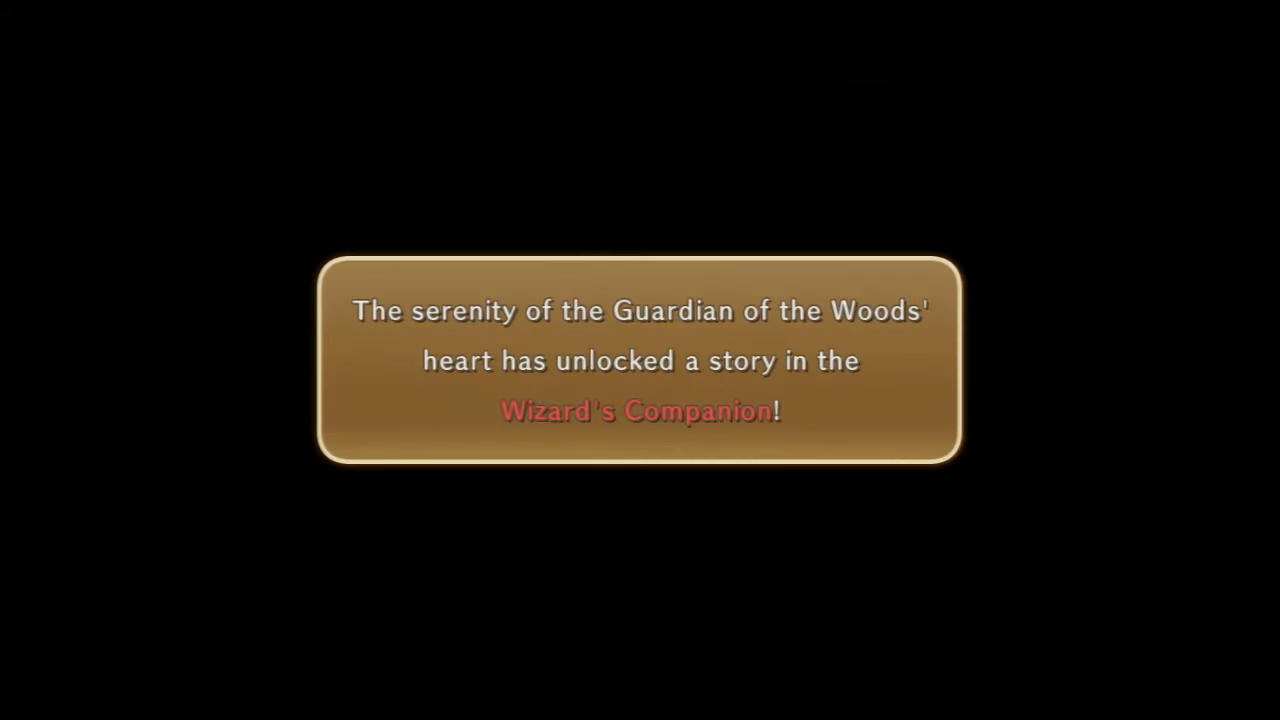 The serenity of the Guardian of the Woods'
heart has unlocked a story in the
Wizard's Companion!